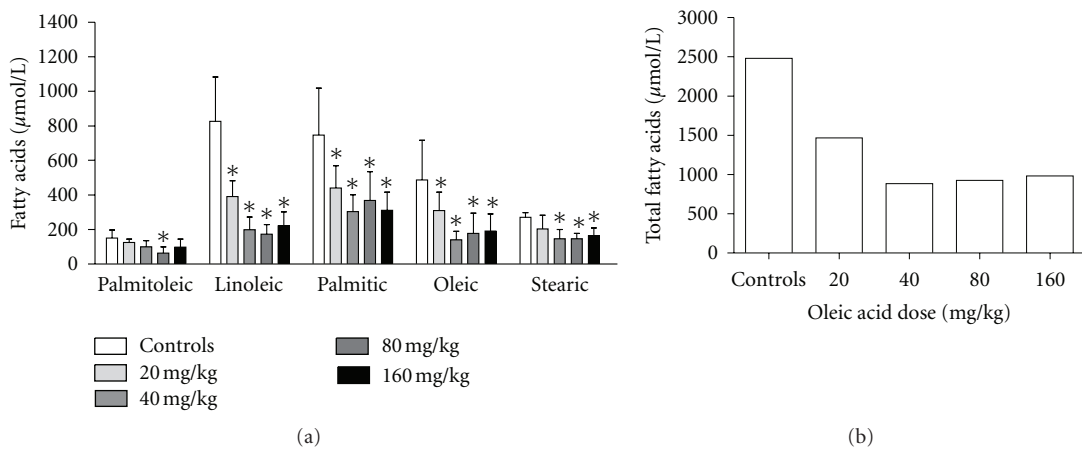 1400
1200
1000
800
600
400
200
0
Fatty acids (µmol/L)
* * * * * * * * * * * * * * *
Palmitoleic Linoleic Palmitic Oleic Stearic
Controls
20 mg/kg
40 mg/kg
80 mg/kg
160 mg/kg
(a)
3000
2500
2000
1500
1000
500
0
Total fatty acids (µmol/L)
Controls 20 40 80 160
Oleic acid dose (mg/kg)
(b)